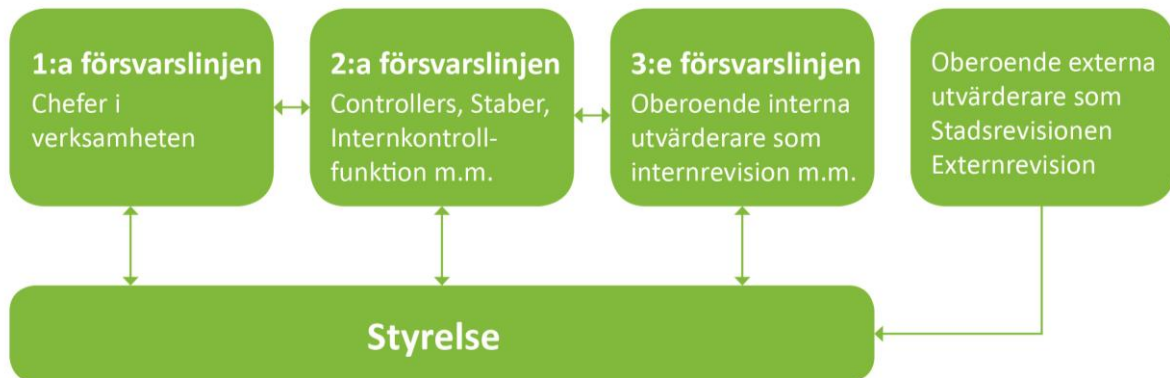 1:a försvarslinjen
Chefer i
verksamheten
2:a försvarslinjen
Controllers, Staber,
Internkontroll-
funktion m.m.
3:e försvarslinjen
Oberoende interna
utvärderare som
internrevision m.m.
Oberoende externa
utvärderare som
Stadsrevisionen
Externrevision
Styrelse